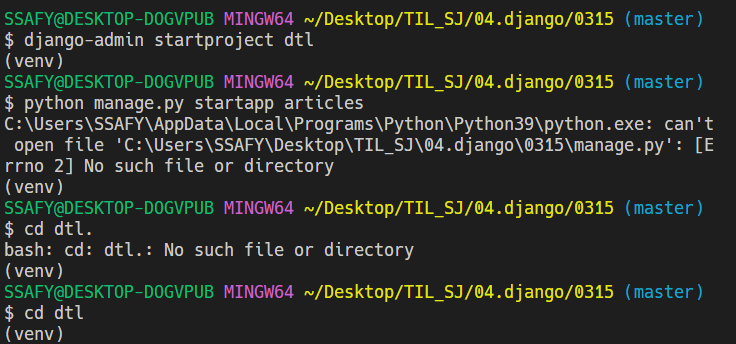 SSAFY@DESKTOP-DOGVPUB MINGW64 ~/Desktop/TIL_SJ/04.django/0315 (master)
$ django-admin startproject dtl
(venv)
SSAFY@DESKTOP-DOGVPUB MINGW64 ~/Desktop/TIL_SJ/04.django/0315 (master)
$ python manage.py startapp articles
C:\Users\SSAFY\AppData\Local\Programs\Python\Python39\python.exe: can't
 open file 'C:\Users\SSAFY\Desktop\TIL_SJ\04.django\0315\manage.py': [E
rrno 2] No such file or directory
(venv)
SSAFY@DESKTOP-DOGVPUB MINGW64 ~/Desktop/TIL_SJ/04.django/0315 (master)
$ cd dtl.
bash: cd: dtl.: No such file or directory
(venv)
SSAFY@DESKTOP-DOGVPUB MINGW64 ~/Desktop/TIL_SJ/04.django/0315 (master)
$ cd dtl
(venv)